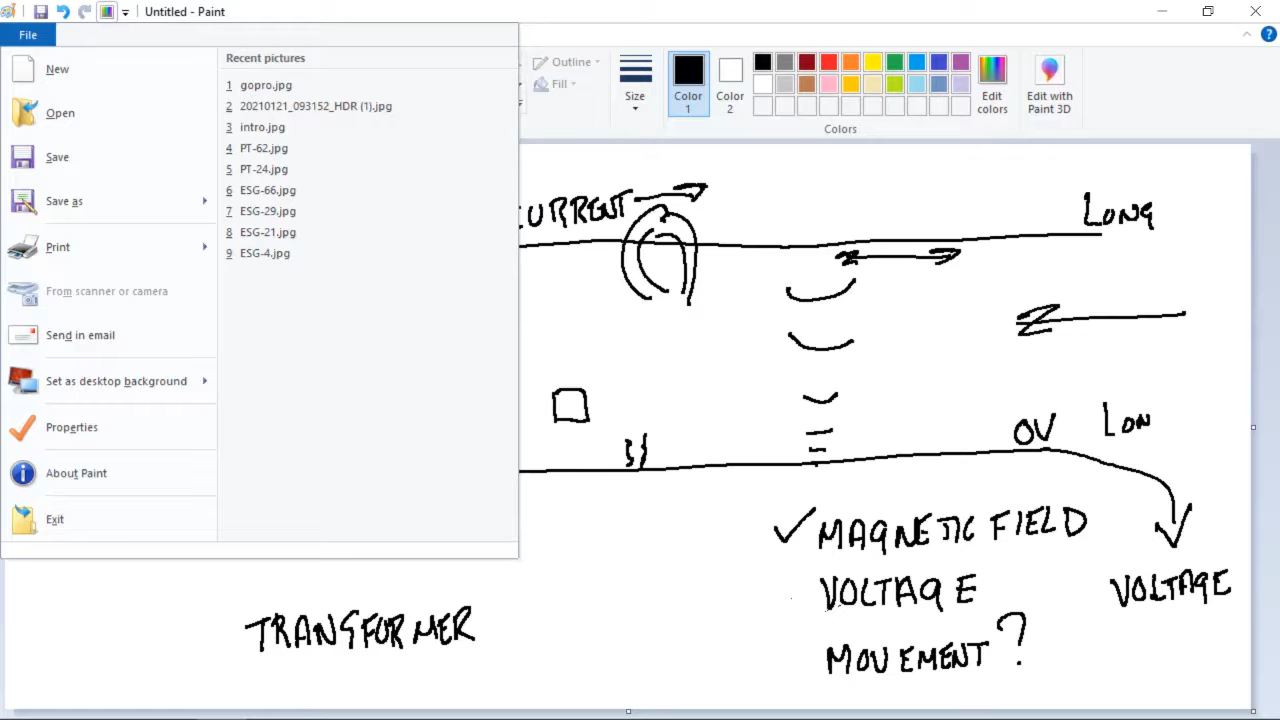 Untitled - Paint
File
Recent pictures
New
Open
Save
Save as
Print
From scanner or camera
Send in email
Set as desktop background
Properties
About Paint
Exit
1 gopro.jpg
2 20210121_093152_HDR (1).jpg
3 intro.jpg
4 PT-62.jpg
5 PT-24.jpg
6 ESG-66.jpg
7 ESG-29.jpg
8 ESG-21.jpg
9 ESG-4.jpg
Outline
Fill
Size
Color 1
Color 2
Edit colors
Edit with Paint 3D
Colors
CURRENT
LONG
OV LON
MAGNETIC FIELD
VOLTAGE
VOLTAGE
MOVEMENT?
TRANSFORMER